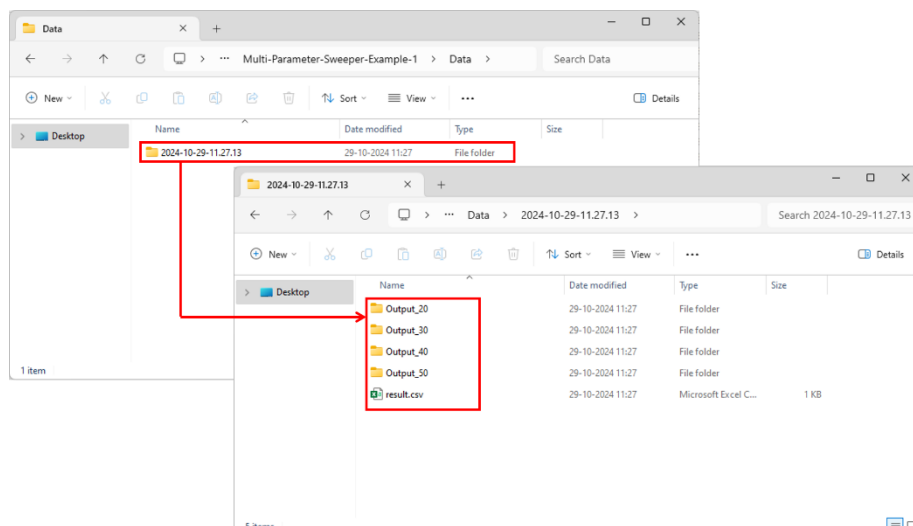 Data
Multi-Parameter-Sweeper-Example-1 > Data >
Search Data
New
Sort
View
Details
Desktop
Name
Date modified
Type
Size
2024-10-29-11.27.13
29-10-2024 11:27
File folder
1 item
2024-10-29-11.27.13
Data > 2024-10-29-11.27.13 >
Search 2024-10-29-11.27.13
New
Sort
View
Details
Desktop
Name
Date modified
Type
Size
Output_20
29-10-2024 11:27
File folder
Output_30
29-10-2024 11:27
File folder
Output_40
29-10-2024 11:27
File folder
Output_50
29-10-2024 11:27
File folder
result.csv
29-10-2024 11:27
Microsoft Excel C...
1 KB
5 items